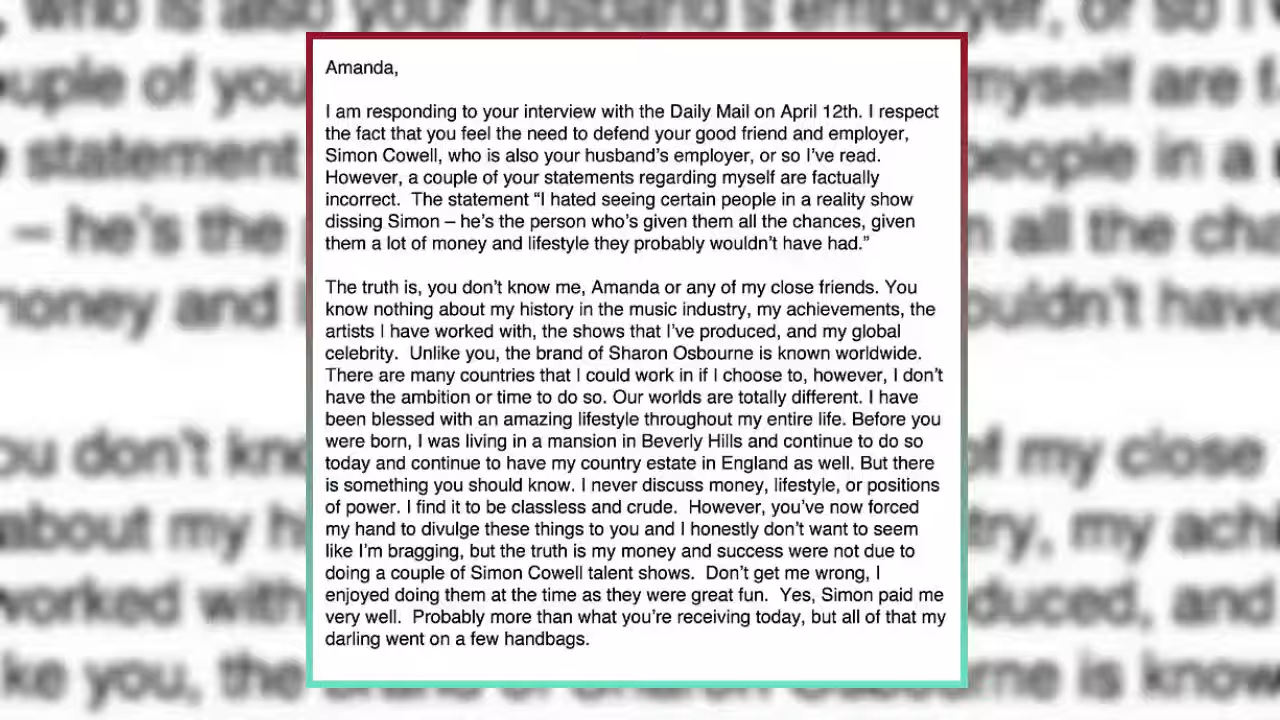 Amanda,
I am responding to your interview with the Daily Mail on April 12th. I respect
the fact that you feel the need to defend your good friend and employer,
Simon Cowell, who is also your husband's employer, or so I've read.
However, a couple of your statements regarding myself are factually
incorrect.  The statement “I hated seeing certain people in a reality show
dissing Simon – he's the person who's given them all the chances, given
them a lot of money and lifestyle they probably wouldn't have had.”
The truth is, you don't know me, Amanda or any of my close friends. You
know nothing about my history in the music industry, my achievements, the
artists I have worked with, the shows that I've produced, and my global
celebrity.  Unlike you, the brand of Sharon Osbourne is known worldwide.
There are many countries that I could work in if I choose to, however, I don't
have the ambition or time to do so. Our worlds are totally different. I have
been blessed with an amazing lifestyle throughout my entire life. Before you
were born, I was living in a mansion in Beverly Hills and continue to do so
today and continue to have my country estate in England as well. But there
is something you should know. I never discuss money, lifestyle, or positions
of power. I find it to be classless and crude.  However, you've now forced
my hand to divulge these things to you and I honestly don't want to seem
like I'm bragging, but the truth is my money and success were not due to
doing a couple of Simon Cowell talent shows.  Don't get me wrong, I
enjoyed doing them at the time as they were great fun.  Yes, Simon paid me
very well.  Probably more than what you're receiving today, but all of that my
darling went on a few handbags.